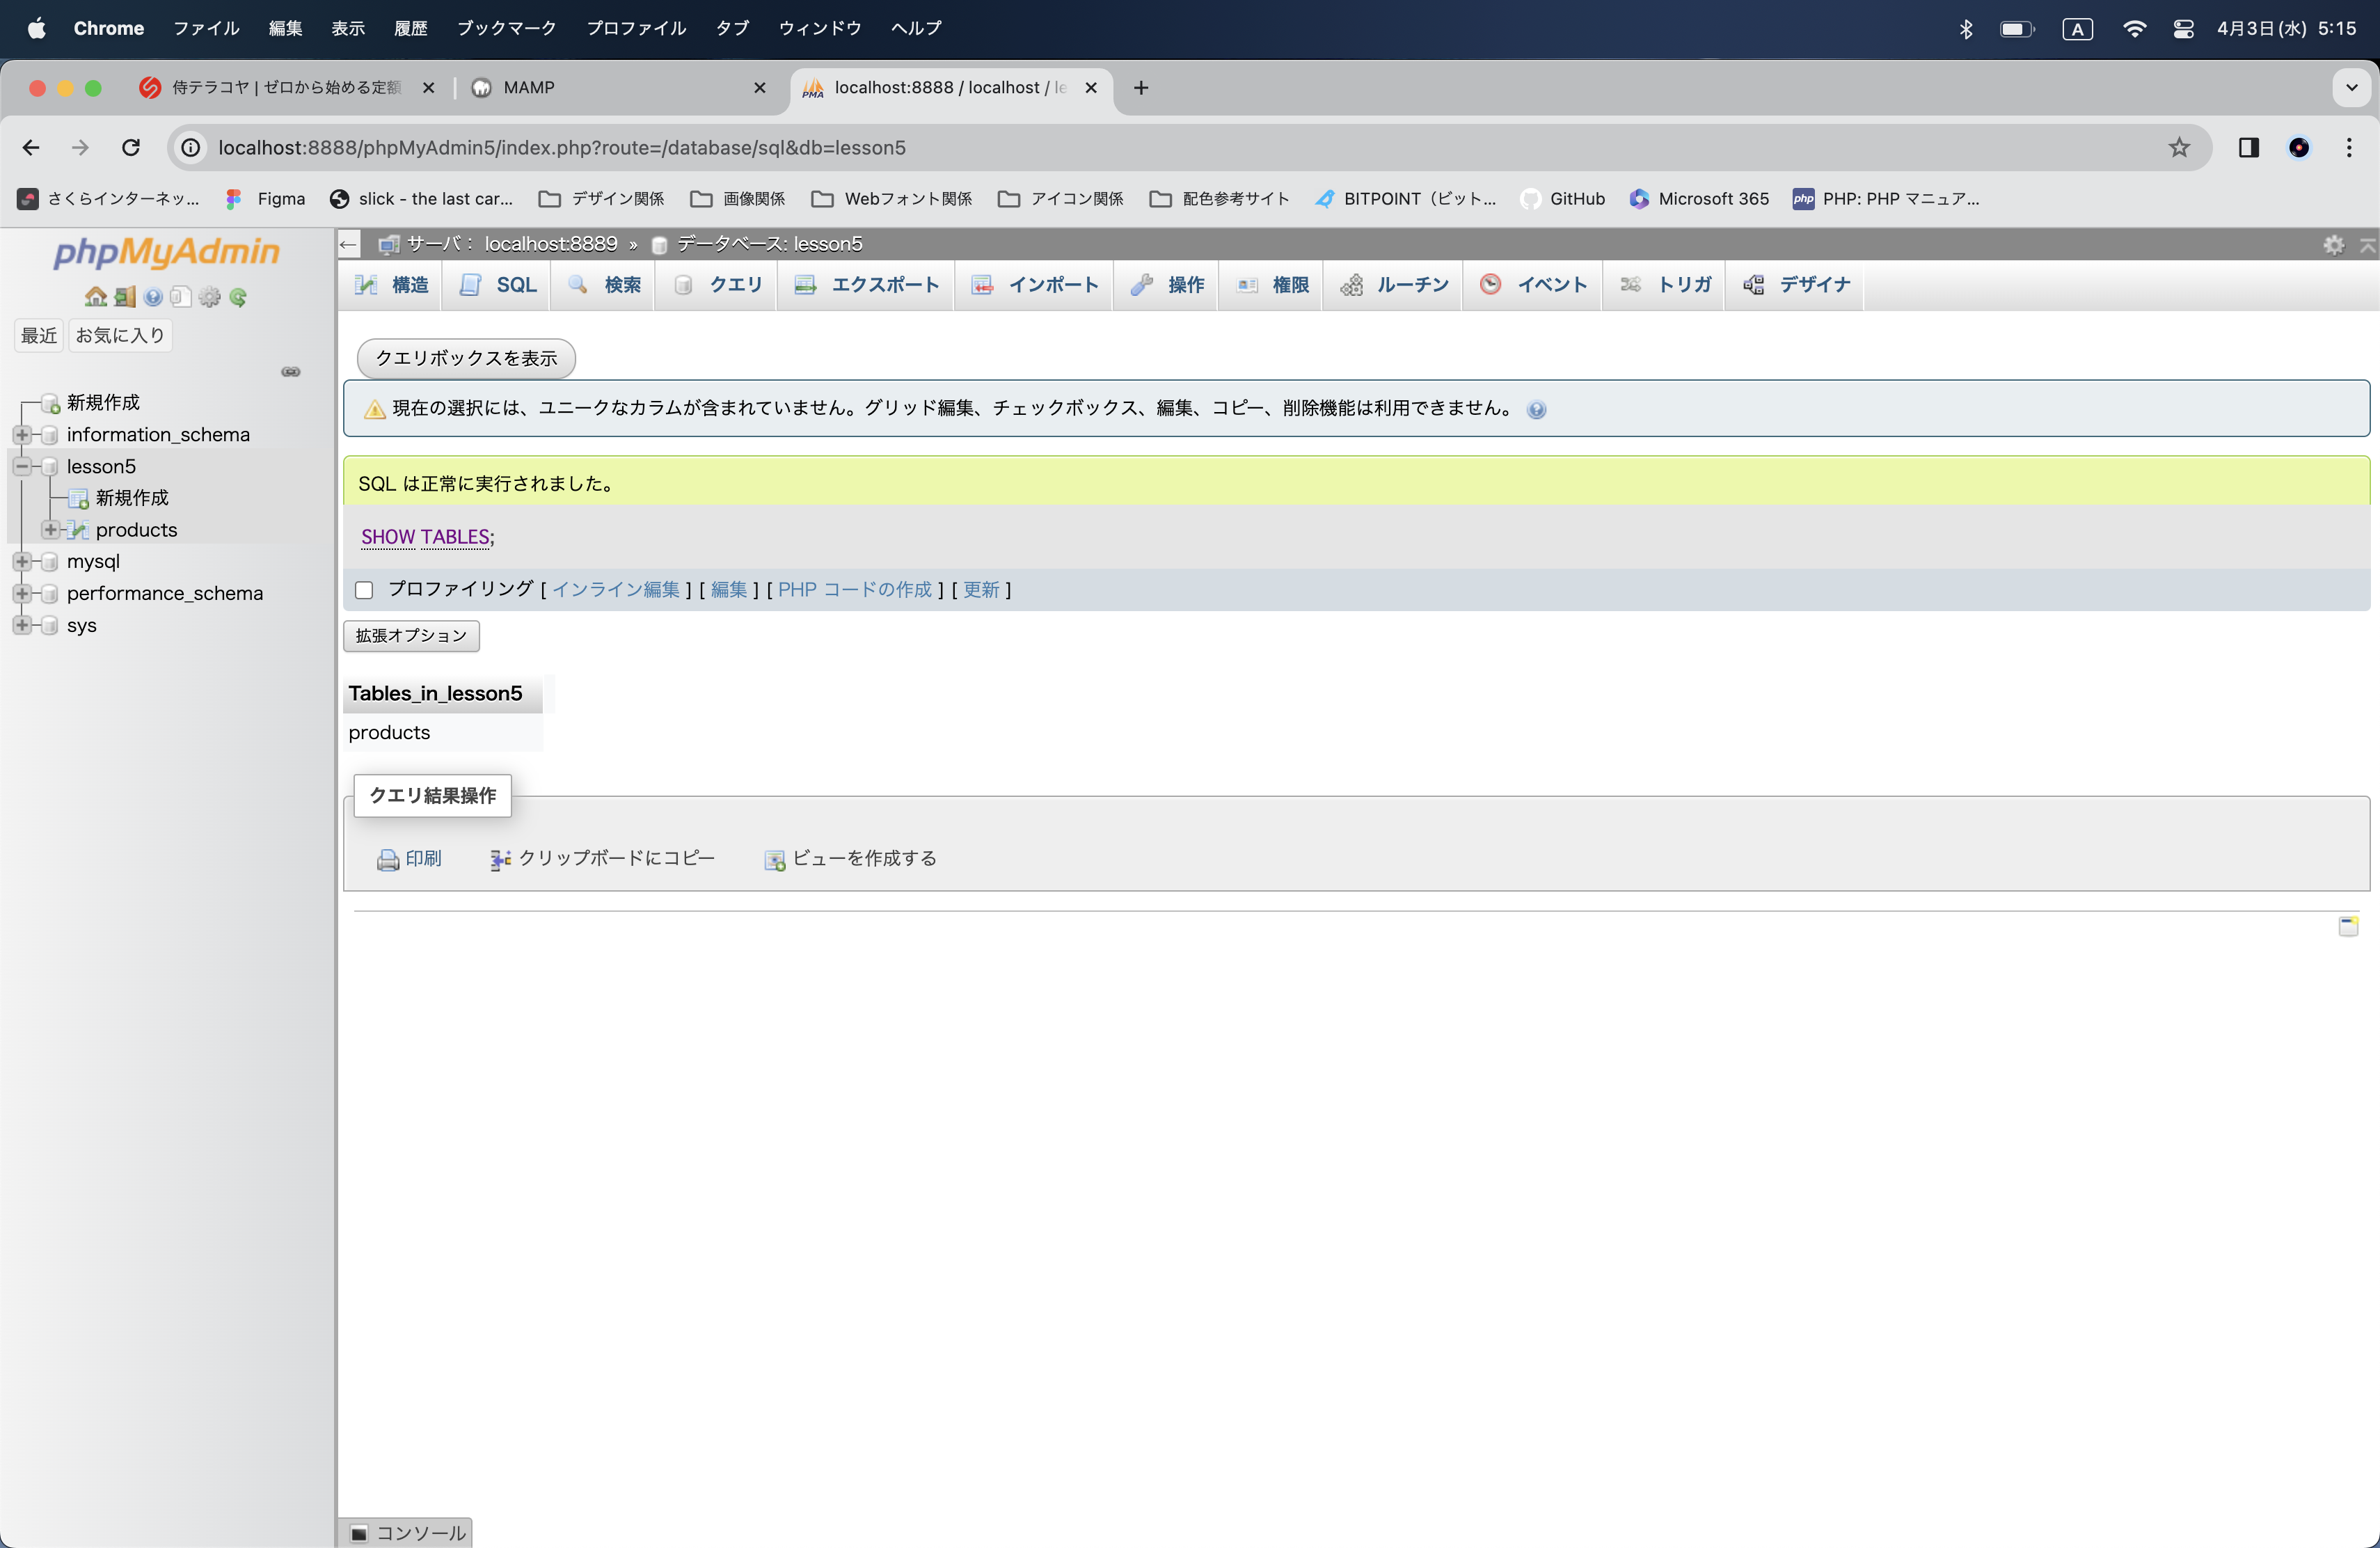 Chrome ファイル 編集 表示 履歴 ブックマーク プロファイル タブ ウィンドウ ヘルプ A 4月3日(水) 5:15
侍テラコヤ | ゼロから始める定額 MAMP PMA localhost:8888 / localhost / le
localhost:8888/phpMyAdmin5/index.php?route=/database/sql&db=lesson5
さくらインターネッ... Figma slick - the last car... デザイン関係 画像関係 Webフォント関係 アイコン関係 配色参考サイト BITPOINT（ビット... GitHub Microsoft 365 php PHP: PHP マニュア...
phpMyAdmin
最近 お気に入り
新規作成
information_schema
lesson5
新規作成
products
mysql
performance_schema
sys
サーバ： localhost:8889 » データベース: lesson5
構造 SQL 検索 クエリ エクスポート インポート 操作 権限 ルーチン イベント トリガ デザイナ
クエリボックスを表示
現在の選択には、ユニークなカラムが含まれていません。グリッド編集、チェックボックス、編集、コピー、削除機能は利用できません。
SQL は正常に実行されました。
SHOW TABLES;
プロファイリング [ インライン編集 ] [ 編集 ] [ PHP コードの作成 ] [ 更新 ]
拡張オプション
Tables_in_lesson5
products
クエリ結果操作
印刷 クリップボードにコピー ビューを作成する
コンソール